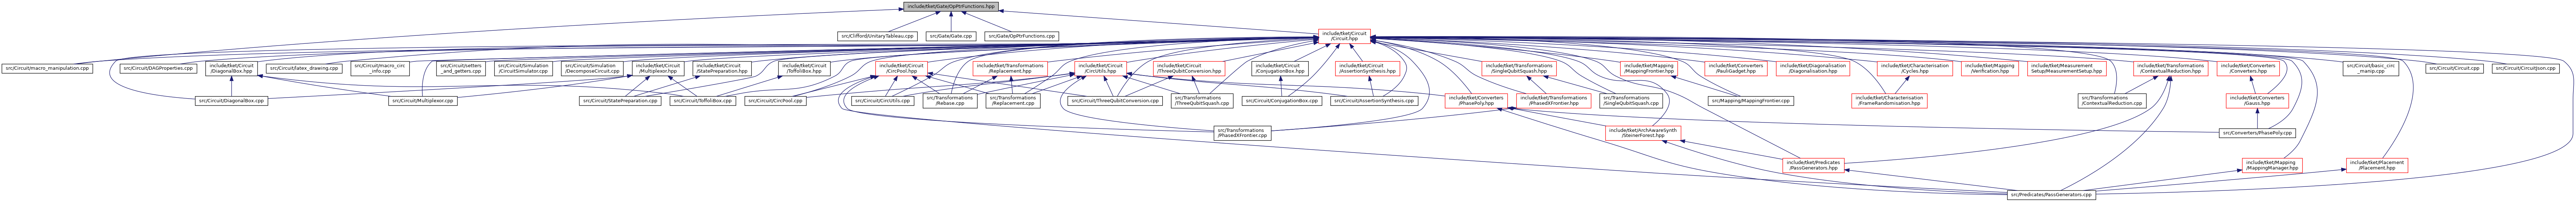 include/tket/Gate/OpPtrFunctions.hpp
src/Clifford/UnitaryTableau.cpp
src/Gate/Gate.cpp
src/Gate/OpPtrFunctions.cpp
include/tket/Circuit
/Circuit.hpp
src/Circuit/macro_manipulation.cpp
src/Circuit/DAGProperties.cpp
include/tket/Circuit
/DiagonalBox.hpp
src/Circuit/latex_drawing.cpp
src/Circuit/macro_circ
_info.cpp
src/Circuit/setters
_and_getters.cpp
src/Circuit/Simulation
/CircuitSimulator.cpp
src/Circuit/Simulation
/DecomposeCircuit.cpp
include/tket/Circuit
/Multiplexor.hpp
include/tket/Circuit
/StatePreparation.hpp
include/tket/Circuit
/ToffoliBox.hpp
include/tket/Circuit
/CircPool.hpp
include/tket/Transformations
/Replacement.hpp
include/tket/Circuit
/CircUtils.hpp
include/tket/Circuit
/ThreeQubitConversion.hpp
include/tket/Circuit
/ConjugationBox.hpp
include/tket/Circuit
/AssertionSynthesis.hpp
include/tket/Transformations
/SingleQubitSquash.hpp
include/tket/Mapping
/MappingFrontier.hpp
include/tket/Converters
/PauliGadget.hpp
include/tket/Diagonalisation
/Diagonalisation.hpp
include/tket/Characterisation
/Cycles.hpp
include/tket/Mapping
/Verification.hpp
include/tket/Measurement
Setup/MeasurementSetup.hpp
include/tket/Transformations
/ContextualReduction.hpp
include/tket/Converters
/Converters.hpp
src/Circuit/basic_circ
_manip.cpp
src/Circuit/Circuit.cpp
src/Circuit/CircuitJson.cpp
src/Circuit/DiagonalBox.cpp
src/Circuit/Multiplexor.cpp
src/Circuit/StatePreparation.cpp
src/Circuit/ToffoliBox.cpp
src/Circuit/CircPool.cpp
src/Circuit/CircUtils.cpp
src/Transformations
/Rebase.cpp
src/Transformations
/Replacement.cpp
src/Circuit/ThreeQubitConversion.cpp
src/Transformations
/ThreeQubitSquash.cpp
src/Circuit/ConjugationBox.cpp
src/Circuit/AssertionSynthesis.cpp
include/tket/Converters
/PhasePoly.hpp
include/tket/Transformations
/PhasedXFrontier.hpp
src/Transformations
/SingleQubitSquash.cpp
src/Mapping/MappingFrontier.cpp
include/tket/Characterisation
/FrameRandomisation.hpp
src/Transformations
/ContextualReduction.cpp
include/tket/Converters
/Gauss.hpp
src/Transformations
/PhasedXFrontier.cpp
include/tket/ArchAwareSynth
/SteinerForest.hpp
src/Converters/PhasePoly.cpp
include/tket/Predicates
/PassGenerators.hpp
include/tket/Mapping
/MappingManager.hpp
include/tket/Placement
/Placement.hpp
src/Predicates/PassGenerators.cpp